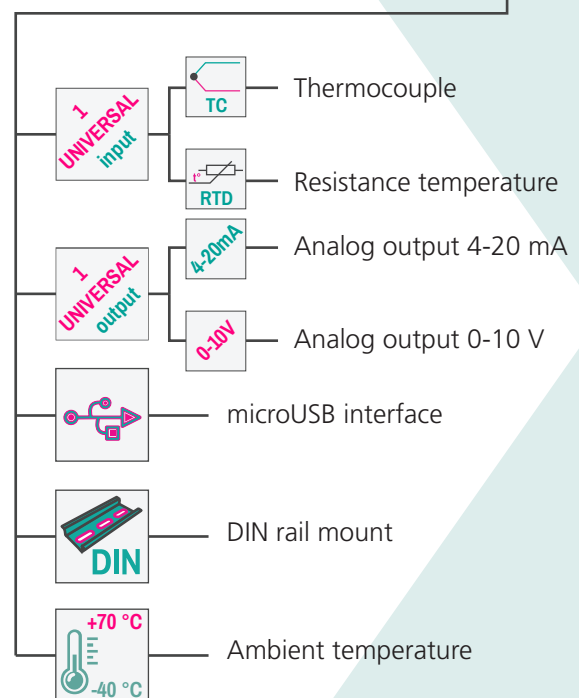 TC
Thermocouple
1
UNIVERSAL
input
t°
RTD
Resistance temperature
4-20mA
Analog output 4-20 mA
1
UNIVERSAL
output
0-10V
Analog output 0-10 V
microUSB interface
DIN
DIN rail mount
+70 °C
Ambient temperature
-40 °C